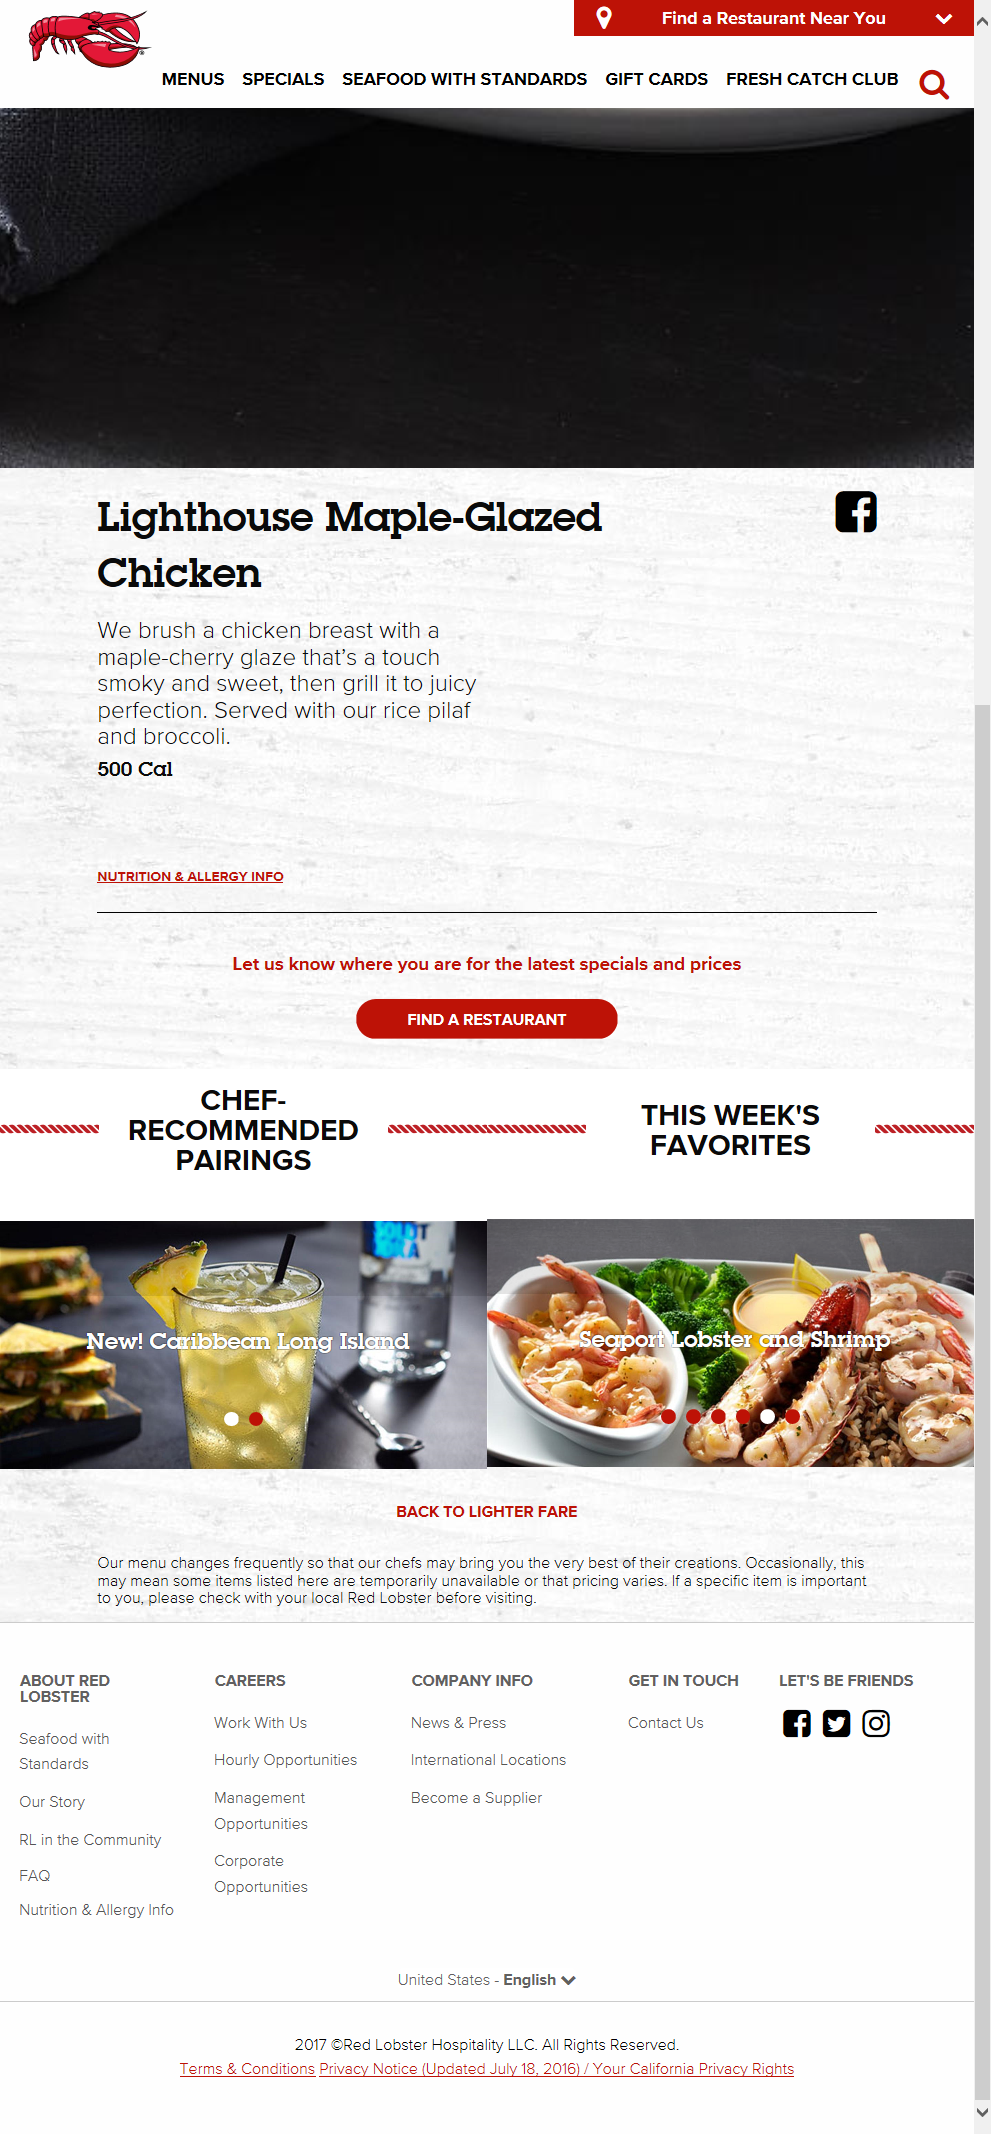 Find a Restaurant Near You
MENUS SPECIALS SEAFOOD WITH STANDARDS GIFT CARDS FRESH CATCH CLUB
Lighthouse Maple-Glazed
Chicken
We brush a chicken breast with a
maple-cherry glaze that’s a touch
smoky and sweet, then grill it to juicy
perfection. Served with our rice pilaf
and broccoli.
500 Cal
NUTRITION & ALLERGY INFO
Let us know where you are for the latest specials and prices
FIND A RESTAURANT
CHEF-
RECOMMENDED
PAIRINGS
THIS WEEK'S
FAVORITES
New! Caribbean Long Island
Seaport Lobster and Shrimp
BACK TO LIGHTER FARE
Our menu changes frequently so that our chefs may bring you the very best of their creations. Occasionally, this
may mean some items listed here are temporarily unavailable or that pricing varies. If a specific item is important
to you, please check with your local Red Lobster before visiting.
ABOUT RED
LOBSTER
Seafood with
Standards
Our Story
RL in the Community
FAQ
Nutrition & Allergy Info
CAREERS
Work With Us
Hourly Opportunities
Management
Opportunities
Corporate
Opportunities
COMPANY INFO
News & Press
International Locations
Become a Supplier
GET IN TOUCH
Contact Us
LET'S BE FRIENDS
United States - English
2017 ©Red Lobster Hospitality LLC. All Rights Reserved.
Terms & Conditions Privacy Notice (Updated July 18, 2016) / Your California Privacy Rights